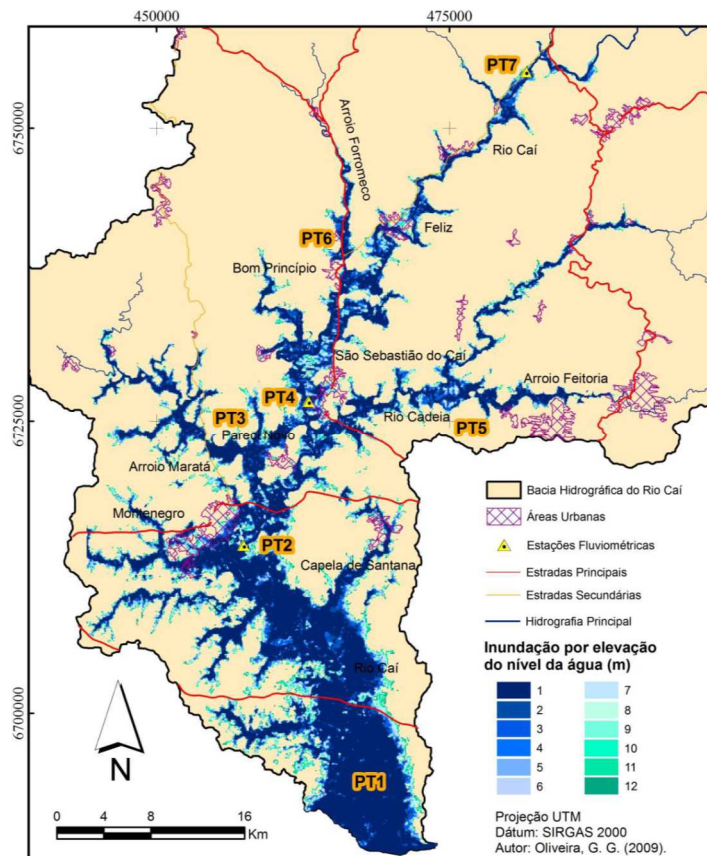 450000
475000
PT7
6750000
Arroio Forromeco
Rio Caí
PT6
Feliz
Bom Princípio
São Sebastião do Caí
PT4
Arroio Feitoria
6725000
PT3
Rio Cadeia
PT5
Pareci Novo
Arroio Maratá
Montenegro
PT2
Capela de Santana
Rio Caí
6700000
PT1
N
0 4 8 16
Km
Bacia Hidrográfica do Rio Caí
Áreas Urbanas
Estações Fluviométricas
Estradas Principais
Estradas Secundárias
Hidrografia Principal
Inundação por elevação
do nível da água (m)
1 7
2 8
3 9
4 10
5 11
6 12
Projeção UTM
Dátum: SIRGAS 2000
Autor: Oliveira, G. G. (2009).